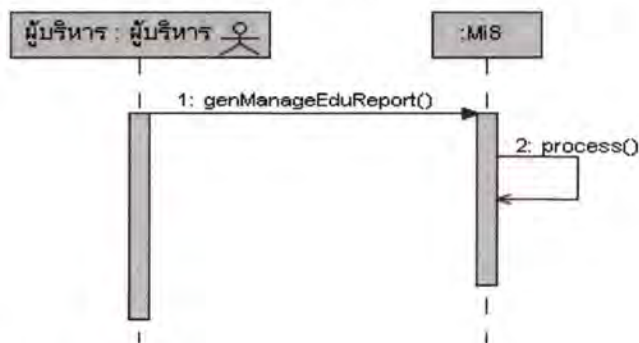 ผู้บริหาร : ผู้บริหาร
:MiS
1: genManageEduReport()
2: process()